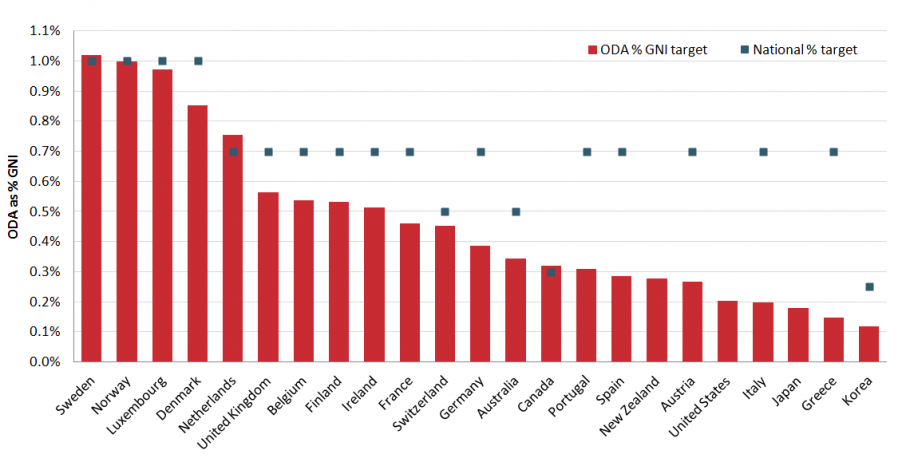 1.1%
1.0%
0.9%
0.8%
0.7%
0.6%
0.5%
0.4%
0.3%
0.2%
0.1%
0.0%
ODA as % GNI
ODA % GNI target
National % target
Sweden
Norway
Luxembourg
Denmark
Netherlands
United Kingdom
Belgium
Finland
Ireland
France
Switzerland
Germany
Australia
Canada
Portugal
Spain
New Zealand
Austria
United States
Italy
Japan
Greece
Korea